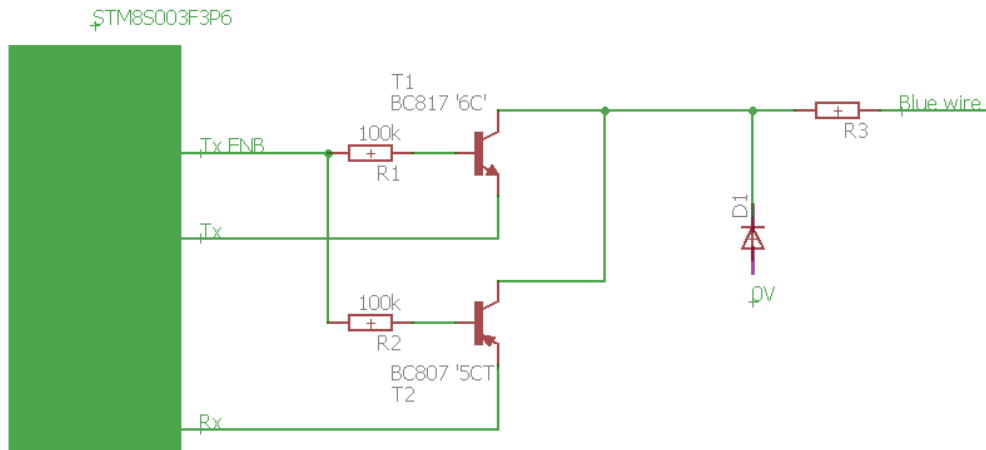 STM8S003F3P6
T1
BC817 '6C'
Blue wire
R3
100k
Tx ENB
R1
D1
Tx
0V
100k
R2
BC807 '5CT'
T2
Rx